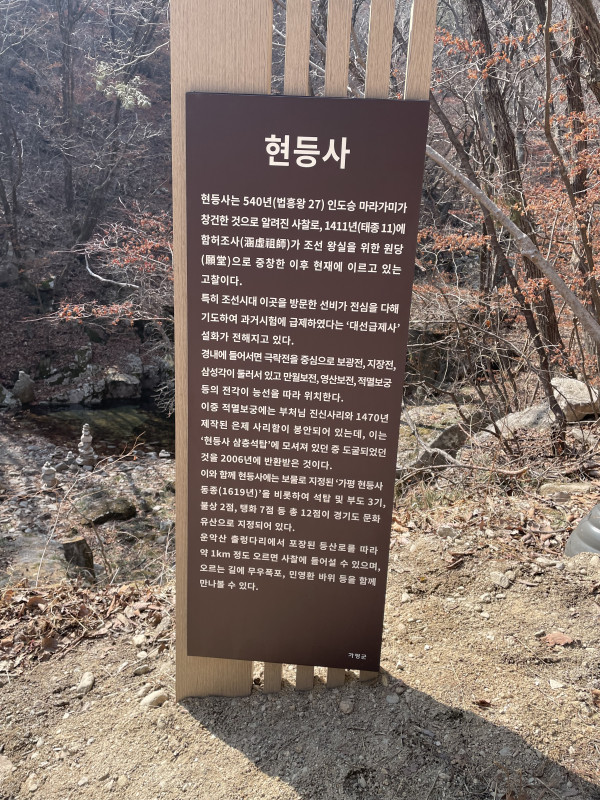 현등사
현등사는 540년(법흥왕 27) 인도승 마라가미가
창건한 것으로 알려진 사찰로, 1411년(태종 11)에
함허조사(涵虛祖師)가 조선 왕실을 위한 원당
(願堂)으로 중창한 이후 현재에 이르고 있는
고찰이다.
특히 조선시대 이곳을 방문한 선비가 전심을 다해
기도하여 과거시험에 급제하였다는 ‘대선급제사’
설화가 전해지고 있다.
경내에 들어서면 극락전을 중심으로 보광전, 지장전,
삼성각이 둘러서 있고 만월보전, 영산보전, 적멸보궁
등의 전각이 능선을 따라 위치한다.
이중 적멸보궁에는 부처님 진신사리와 1470년
제작된 은제 사리함이 봉안되어 있는데, 이는
‘현등사 삼층석탑’에 모셔져 있던 중 도굴되었던
것을 2006년에 반환받은 것이다.
이와 함께 현등사에는 보물로 지정된 ‘가평 현등사
동종(1619년)’을 비롯하여 석탑 및 부도 3기,
불상 2점, 탱화 7점 등 총 12점이 경기도 문화
유산으로 지정되어 있다.
운악산 출렁다리에서 포장된 등산로를 따라
약 1km 정도 오르면 사찰에 들어설 수 있으며,
오르는 길에 무우폭포, 민영환 바위 등을 함께
만나볼 수 있다.
가평군